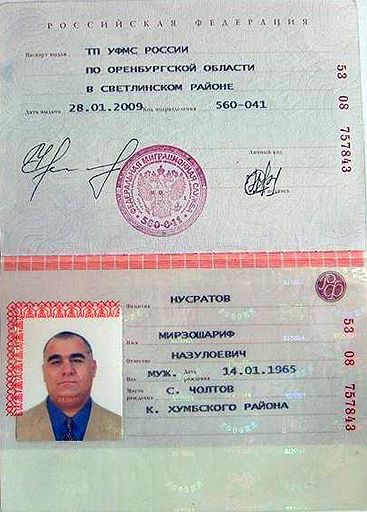 РОССИЙСКАЯ ФЕДЕРАЦИЯ
Паспорт выдан ТП УФМС РОССИИ
ПО ОРЕНБУРГСКОЙ ОБЛАСТИ
В СВЕТЛИНСКОМ РАЙОНЕ
Дата выдачи 28.01.2009 Код подразделения 560-041
53 08 757843
Личный код
подпись
ФЕДЕРАЛЬНАЯ МИГРАЦИОННАЯ СЛУЖБА
560-041
РФ
Фамилия НУСРАТОВ
Имя МИРЗОШАРИФ
Отчество НАЗУЛОЕВИЧ
Пол МУЖ. Дата рождения 14.01.1965
Место рождения С. ЧОЛТОВ
К. ХУМБСКОГО РАЙОНА
53 08 757843